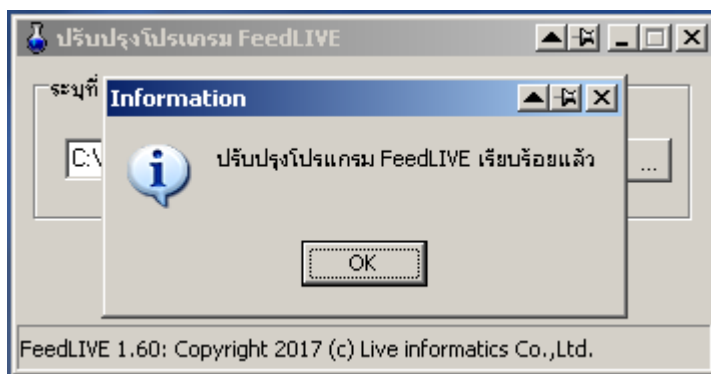 ปรับปรุงโปรแกรม FeedLIVE
ระบุที่
Information
C:\
ปรับปรุงโปรแกรม FeedLIVE เรียบร้อยแล้ว
...
OK
FeedLIVE 1.60: Copyright 2017 (c) Live informatics Co.,Ltd.